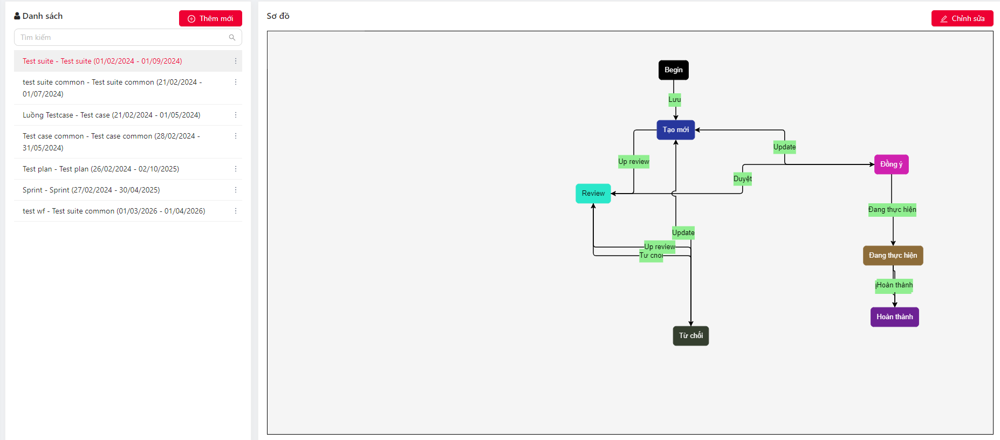 Danh sách
Thêm mới
Tìm kiếm
Test suite - Test suite (01/02/2024 - 01/09/2024)
test suite common - Test suite common (21/02/2024 -
01/07/2024)
Luồng Testcase - Test case (21/02/2024 - 01/05/2024)
Test case common - Test case common (28/02/2024 -
31/05/2024)
Test plan - Test plan (26/02/2024 - 02/10/2025)
Sprint - Sprint (27/02/2024 - 30/04/2025)
test wf - Test suite common (01/03/2026 - 01/04/2026)
Sơ đồ
Chỉnh sửa
Begin
Lưu
Tạo mới
Update
Up review
Đồng ý
Duyệt
Review
Đang thực hiện
Update
Up review
Từ chối
Đang thực hiện
Hoàn thành
Hoàn thành
Từ chối